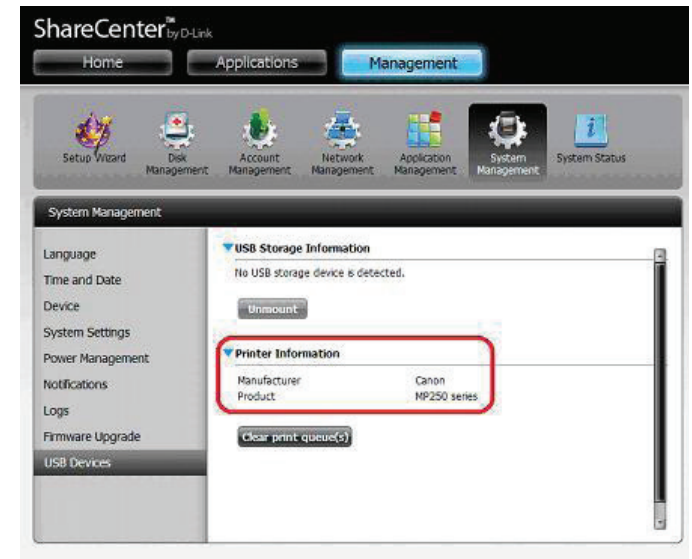 ShareCenter™ by D-Link
Home Applications Management
Setup Wizard Disk Management Account Management Network Management Application Management System Management System Status
System Management
Language
Time and Date
Device
System Settings
Power Management
Notifications
Logs
Firmware Upgrade
USB Devices
USB Storage Information
No USB storage device is detected.
Unmount
Printer Information
Manufacturer Canon
Product MP250 series
Clear print queue(s)